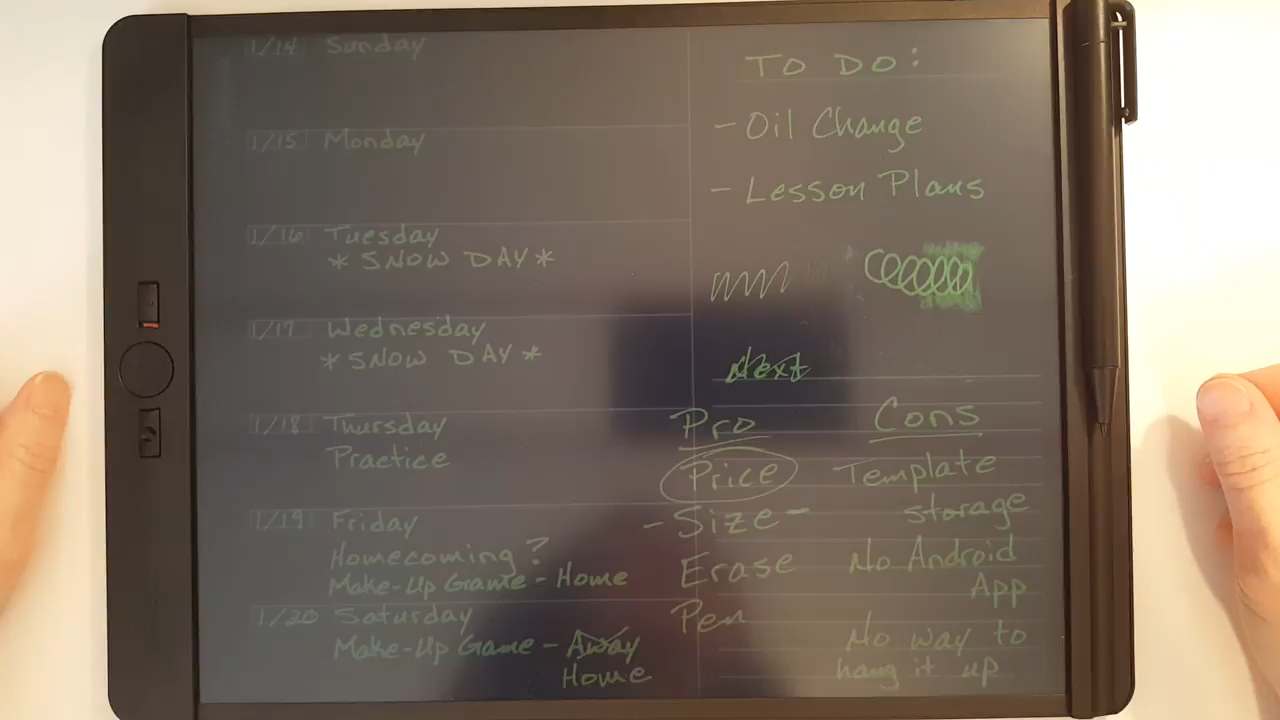 1/14 Sunday
1/15 Monday
1/16 Tuesday
* SNOW DAY *
1/17 Wednesday
* SNOW DAY *
1/18 Thursday
Practice
1/19 Friday
Homecoming?
Make-Up Game - Home
1/20 Saturday
Make-Up Game - Away
Home
TO DO:
- Oil Change
- Lesson Plans
Next
Pro
Price
- Size -
Erase
Pen
Cons
Template
storage
No Android
App
No way to
hang it up